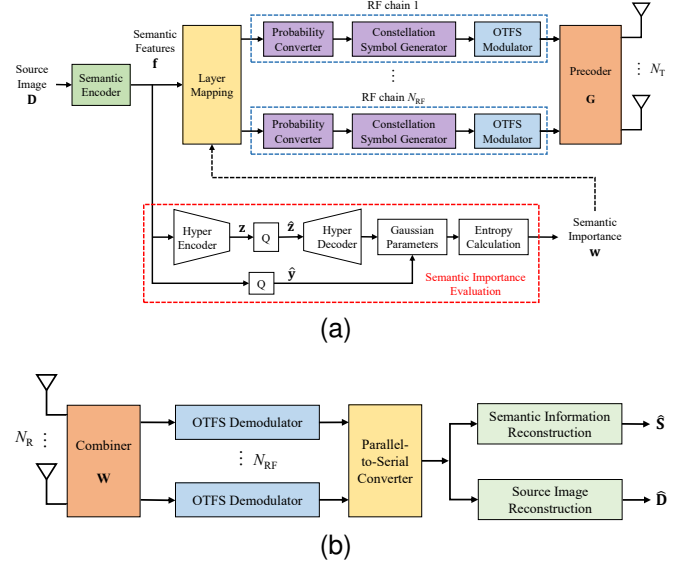 RF chain 1
Semantic
Features
f
Source
Image
D
Semantic
Encoder
Layer
Mapping
Probability
Converter
Constellation
Symbol Generator
OTFS
Modulator
⋮
RF chain N_RF
Probability
Converter
Constellation
Symbol Generator
OTFS
Modulator
Precoder
G
⋮ N_T
Hyper
Encoder
z
Q
ẑ
Hyper
Decoder
Gaussian
Parameters
Entropy
Calculation
Semantic
Importance
w
Q
ŷ
Semantic Importance
Evaluation
(a)
N_R ⋮
Combiner
W
OTFS Demodulator
⋮ N_RF
OTFS Demodulator
Parallel-
to-Serial
Converter
Semantic Information
Reconstruction
Ŝ
Source Image
Reconstruction
D̂
(b)